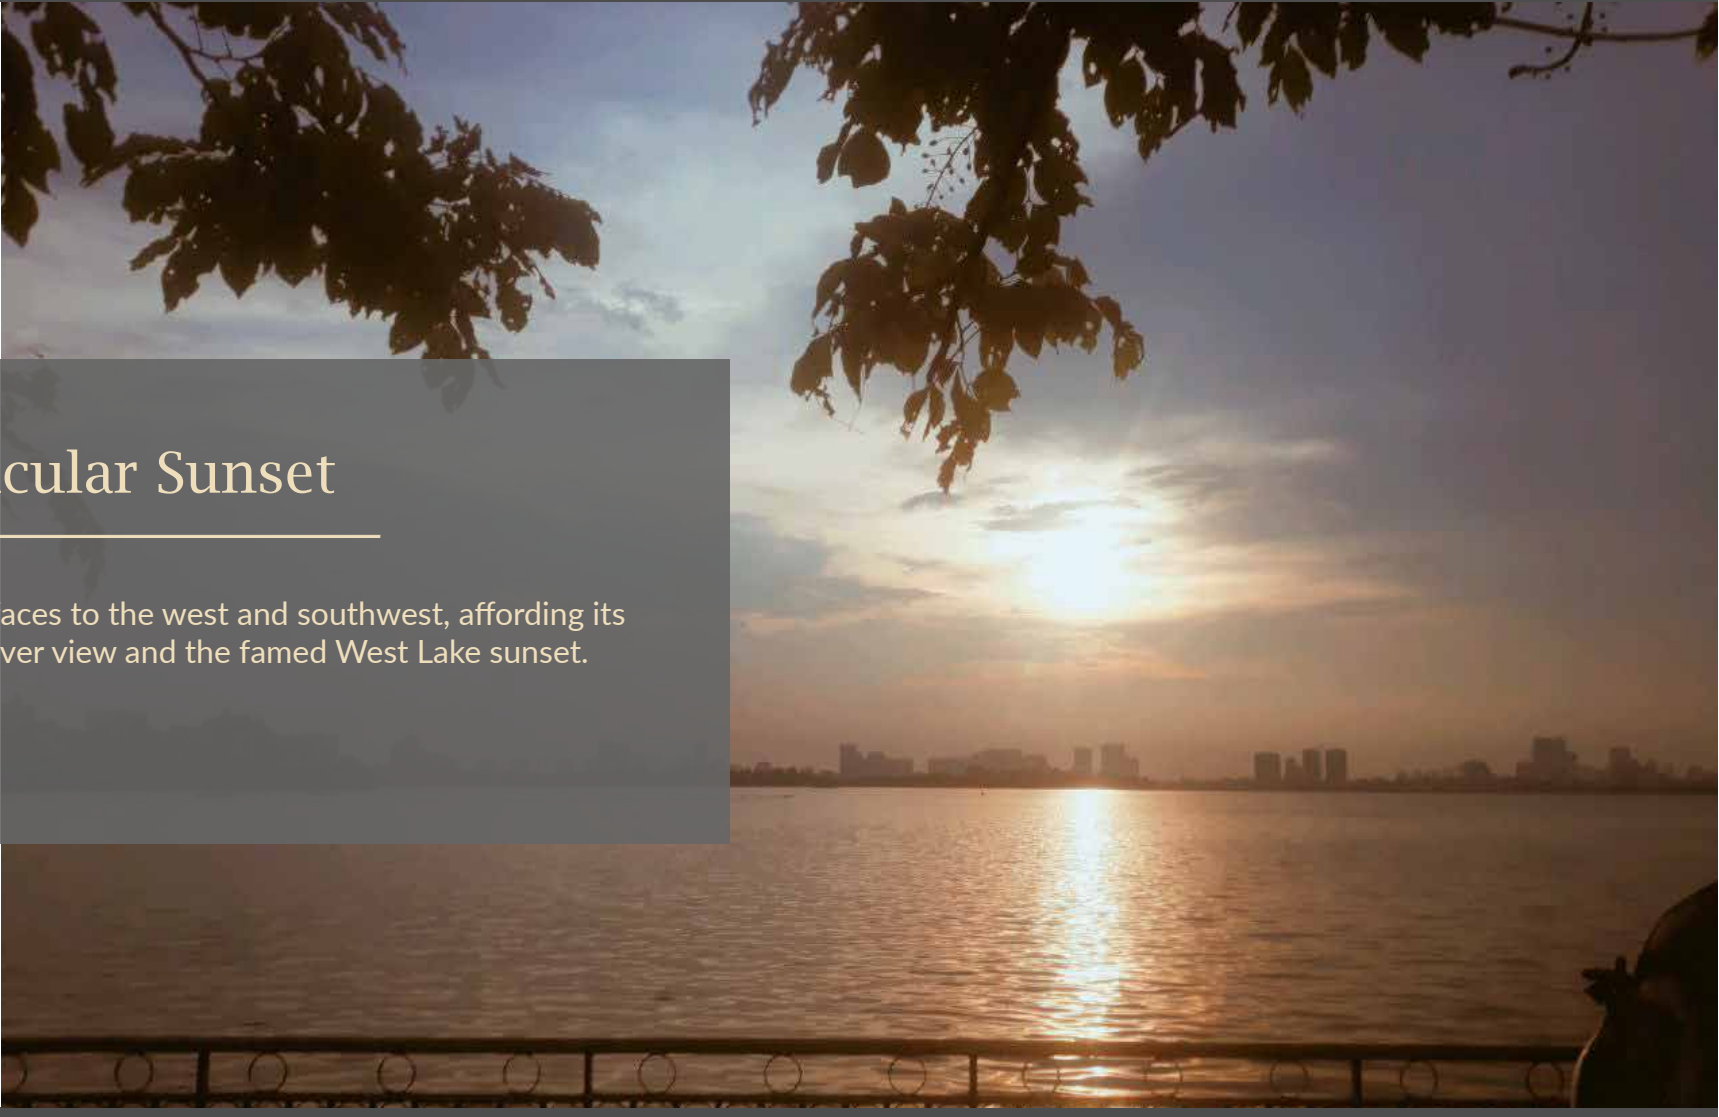 cular Sunset
aces to the west and southwest, affording its
ver view and the famed West Lake sunset.